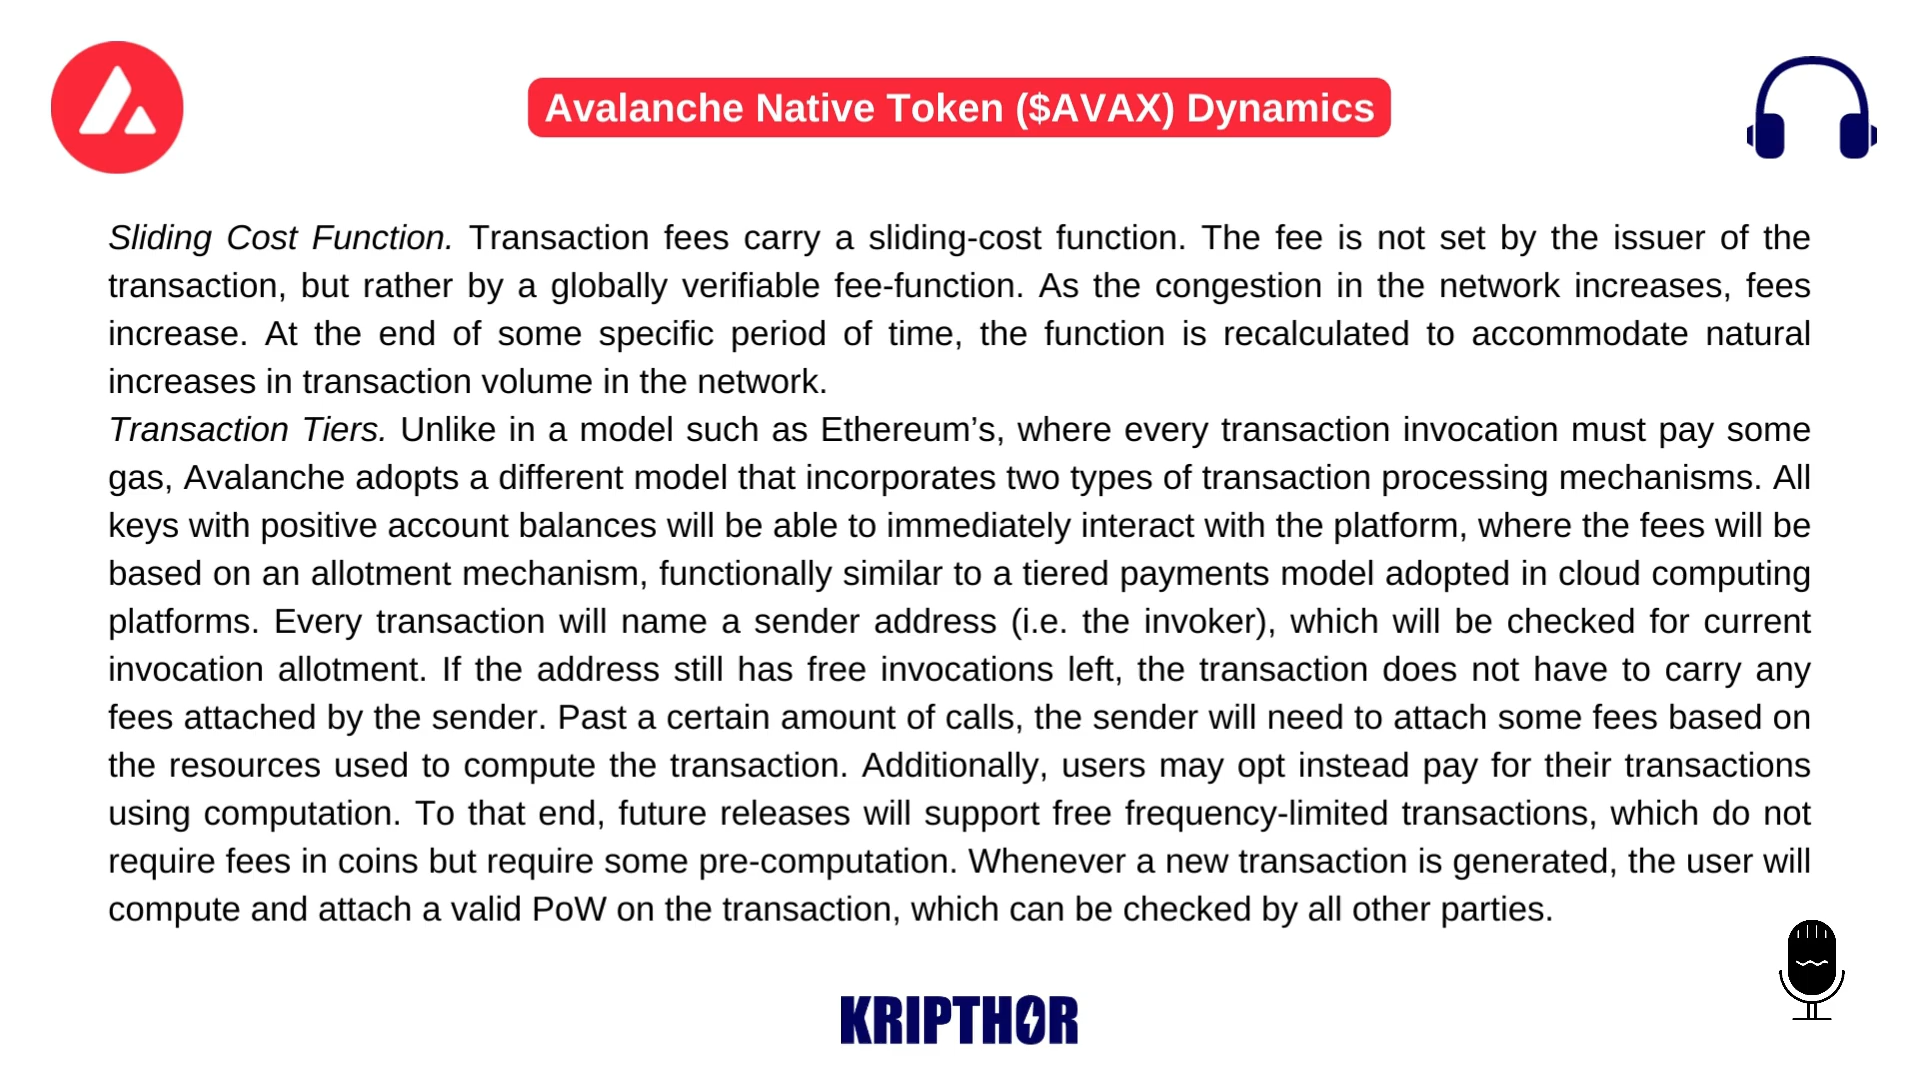 Avalanche Native Token ($AVAX) Dynamics
Sliding Cost Function. Transaction fees carry a sliding-cost function. The fee is not set by the issuer of the
transaction, but rather by a globally verifiable fee-function. As the congestion in the network increases, fees
increase. At the end of some specific period of time, the function is recalculated to accommodate natural
increases in transaction volume in the network.
Transaction Tiers. Unlike in a model such as Ethereum’s, where every transaction invocation must pay some
gas, Avalanche adopts a different model that incorporates two types of transaction processing mechanisms. All
keys with positive account balances will be able to immediately interact with the platform, where the fees will be
based on an allotment mechanism, functionally similar to a tiered payments model adopted in cloud computing
platforms. Every transaction will name a sender address (i.e. the invoker), which will be checked for current
invocation allotment. If the address still has free invocations left, the transaction does not have to carry any
fees attached by the sender. Past a certain amount of calls, the sender will need to attach some fees based on
the resources used to compute the transaction. Additionally, users may opt instead pay for their transactions
using computation. To that end, future releases will support free frequency-limited transactions, which do not
require fees in coins but require some pre-computation. Whenever a new transaction is generated, the user will
compute and attach a valid PoW on the transaction, which can be checked by all other parties.
KRIPTHOR